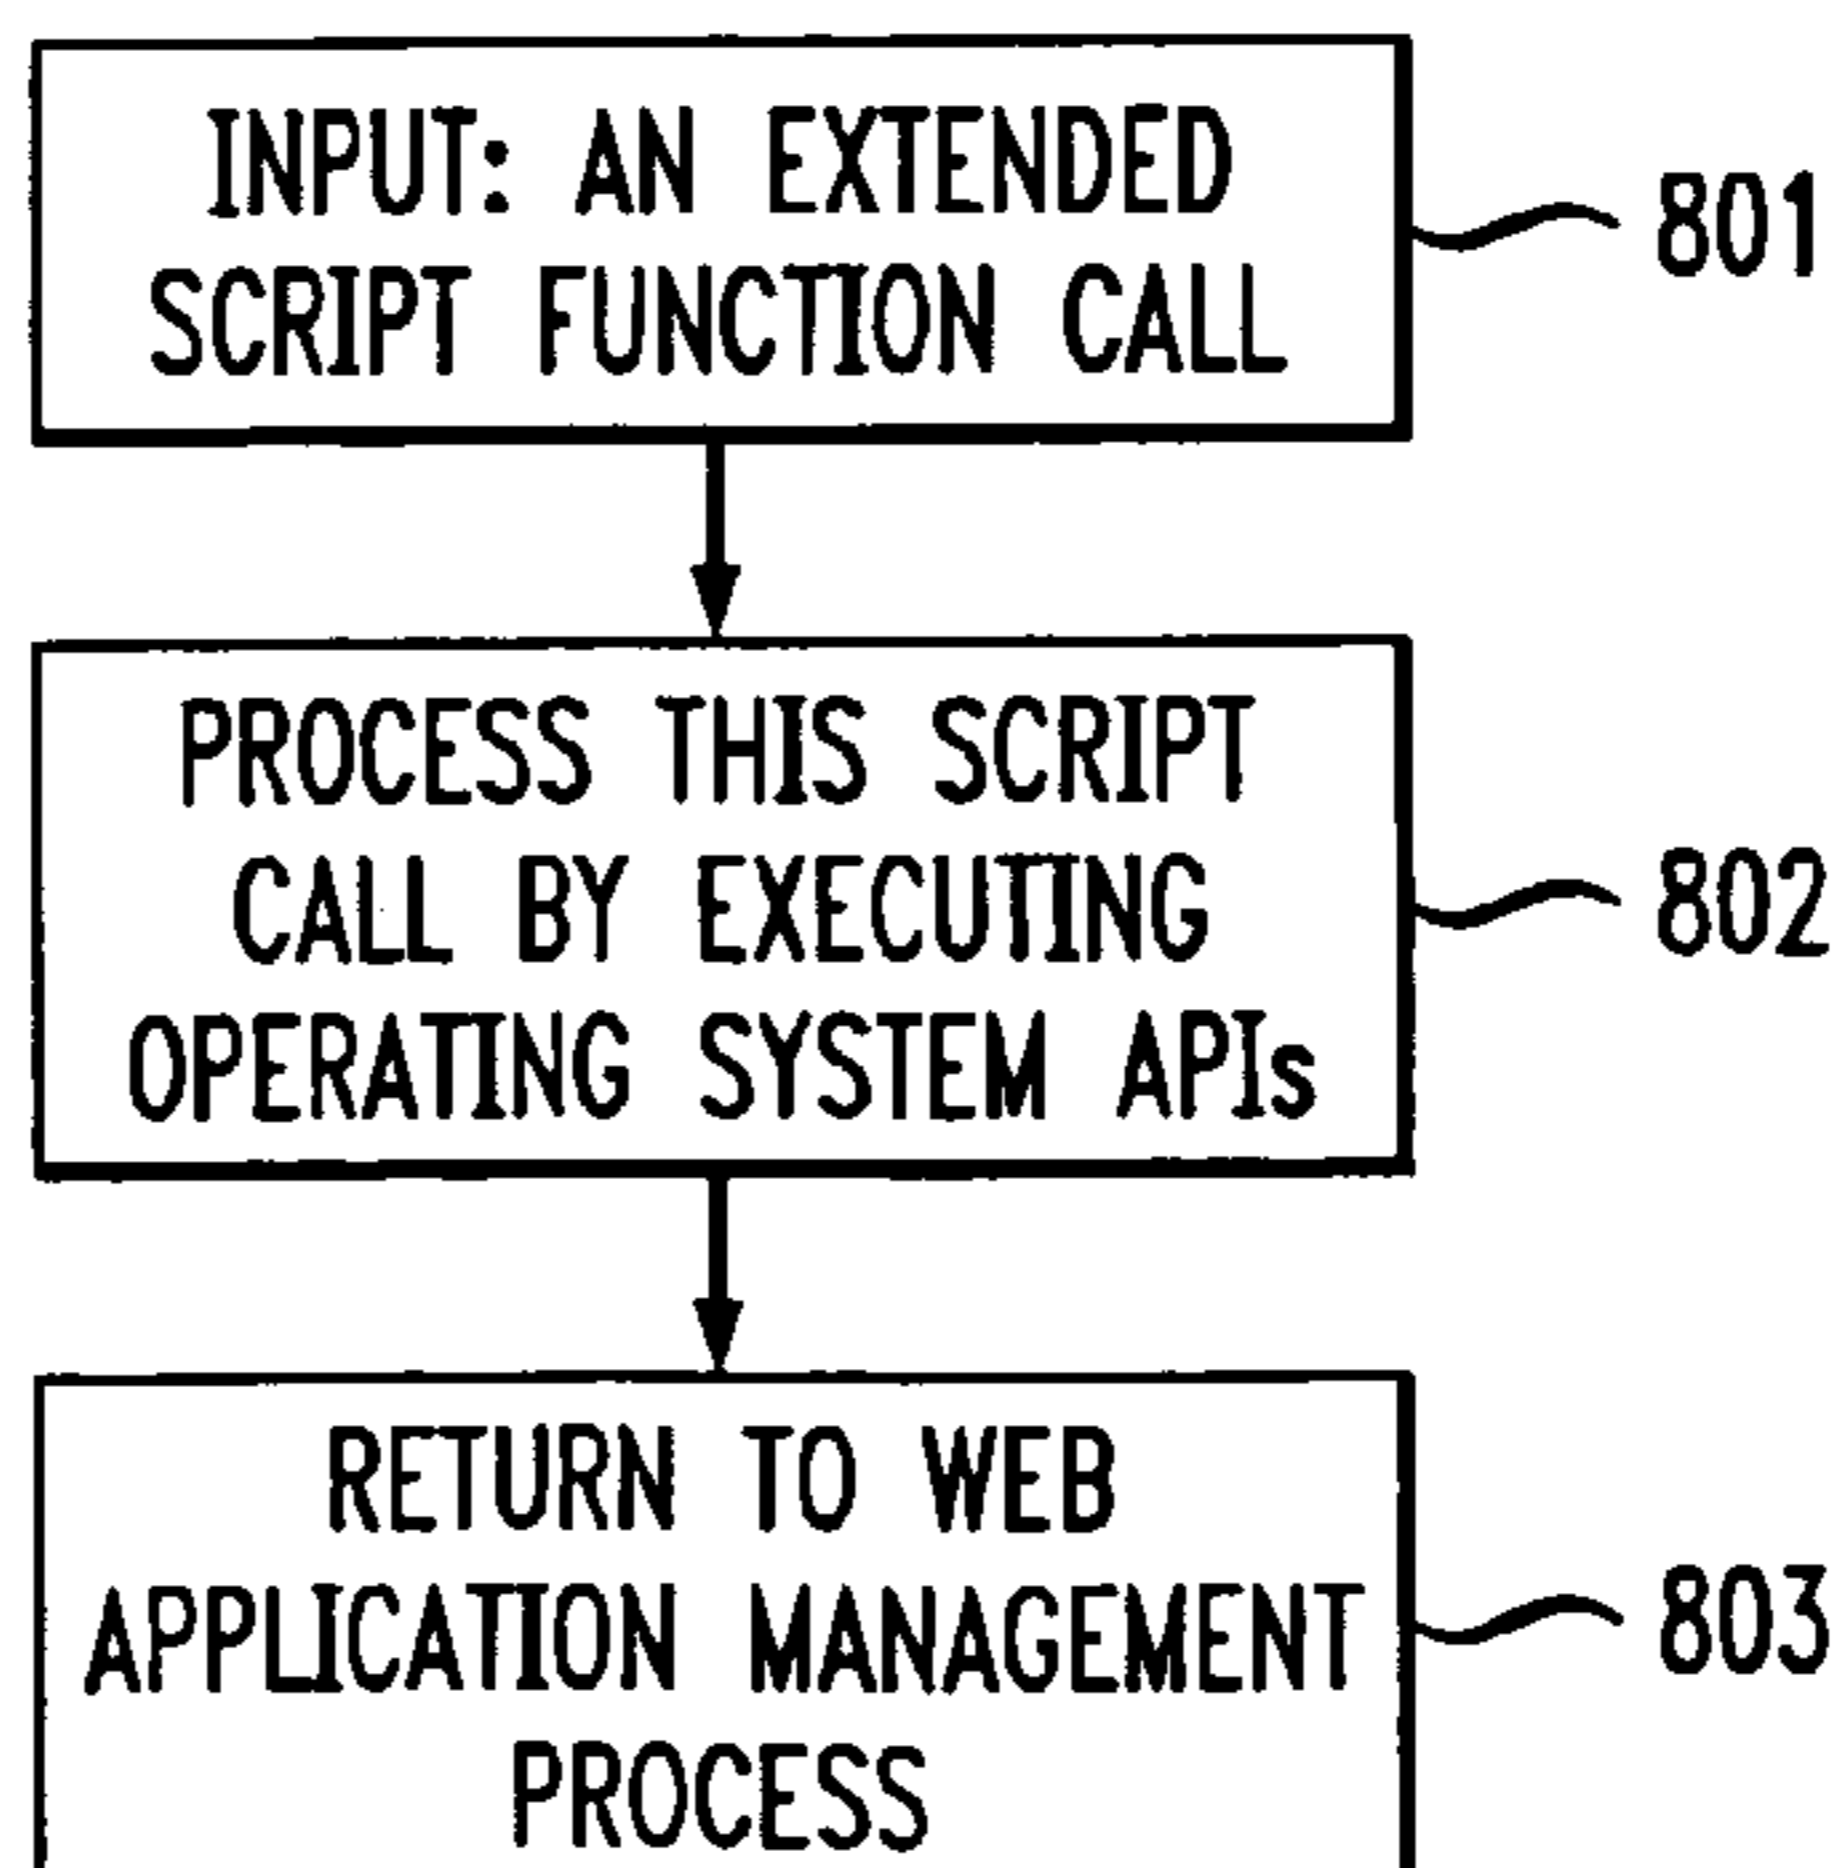 INPUT: AN EXTENDED
SCRIPT FUNCTION CALL
801
PROCESS THIS SCRIPT
CALL BY EXECUTING
OPERATING SYSTEM APIs
802
RETURN TO WEB
APPLICATION MANAGEMENT
PROCESS
803